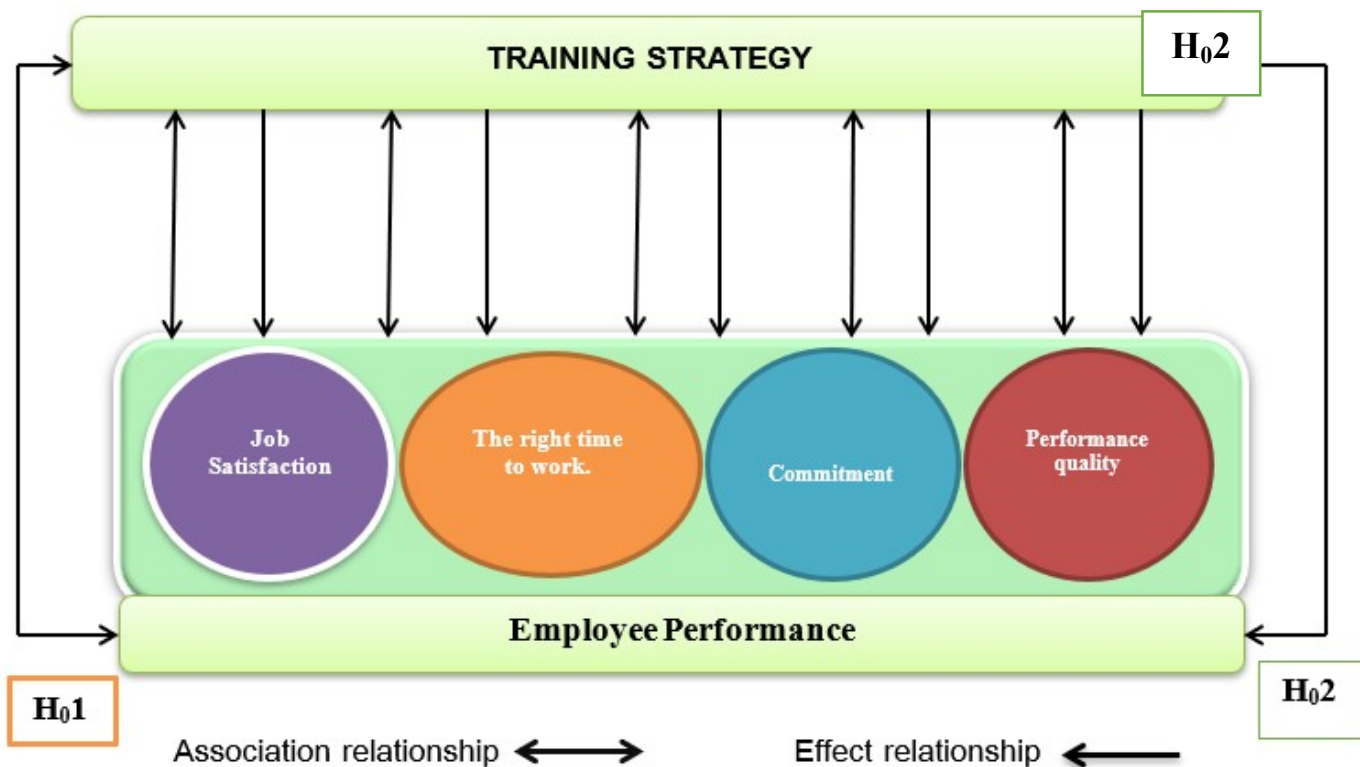 TRAINING STRATEGY
H₀2
Job
Satisfaction
The right time
to work.
Commitment
Performance
quality
Employee Performance
H₀1
H₀2
Association relationship
Effect relationship